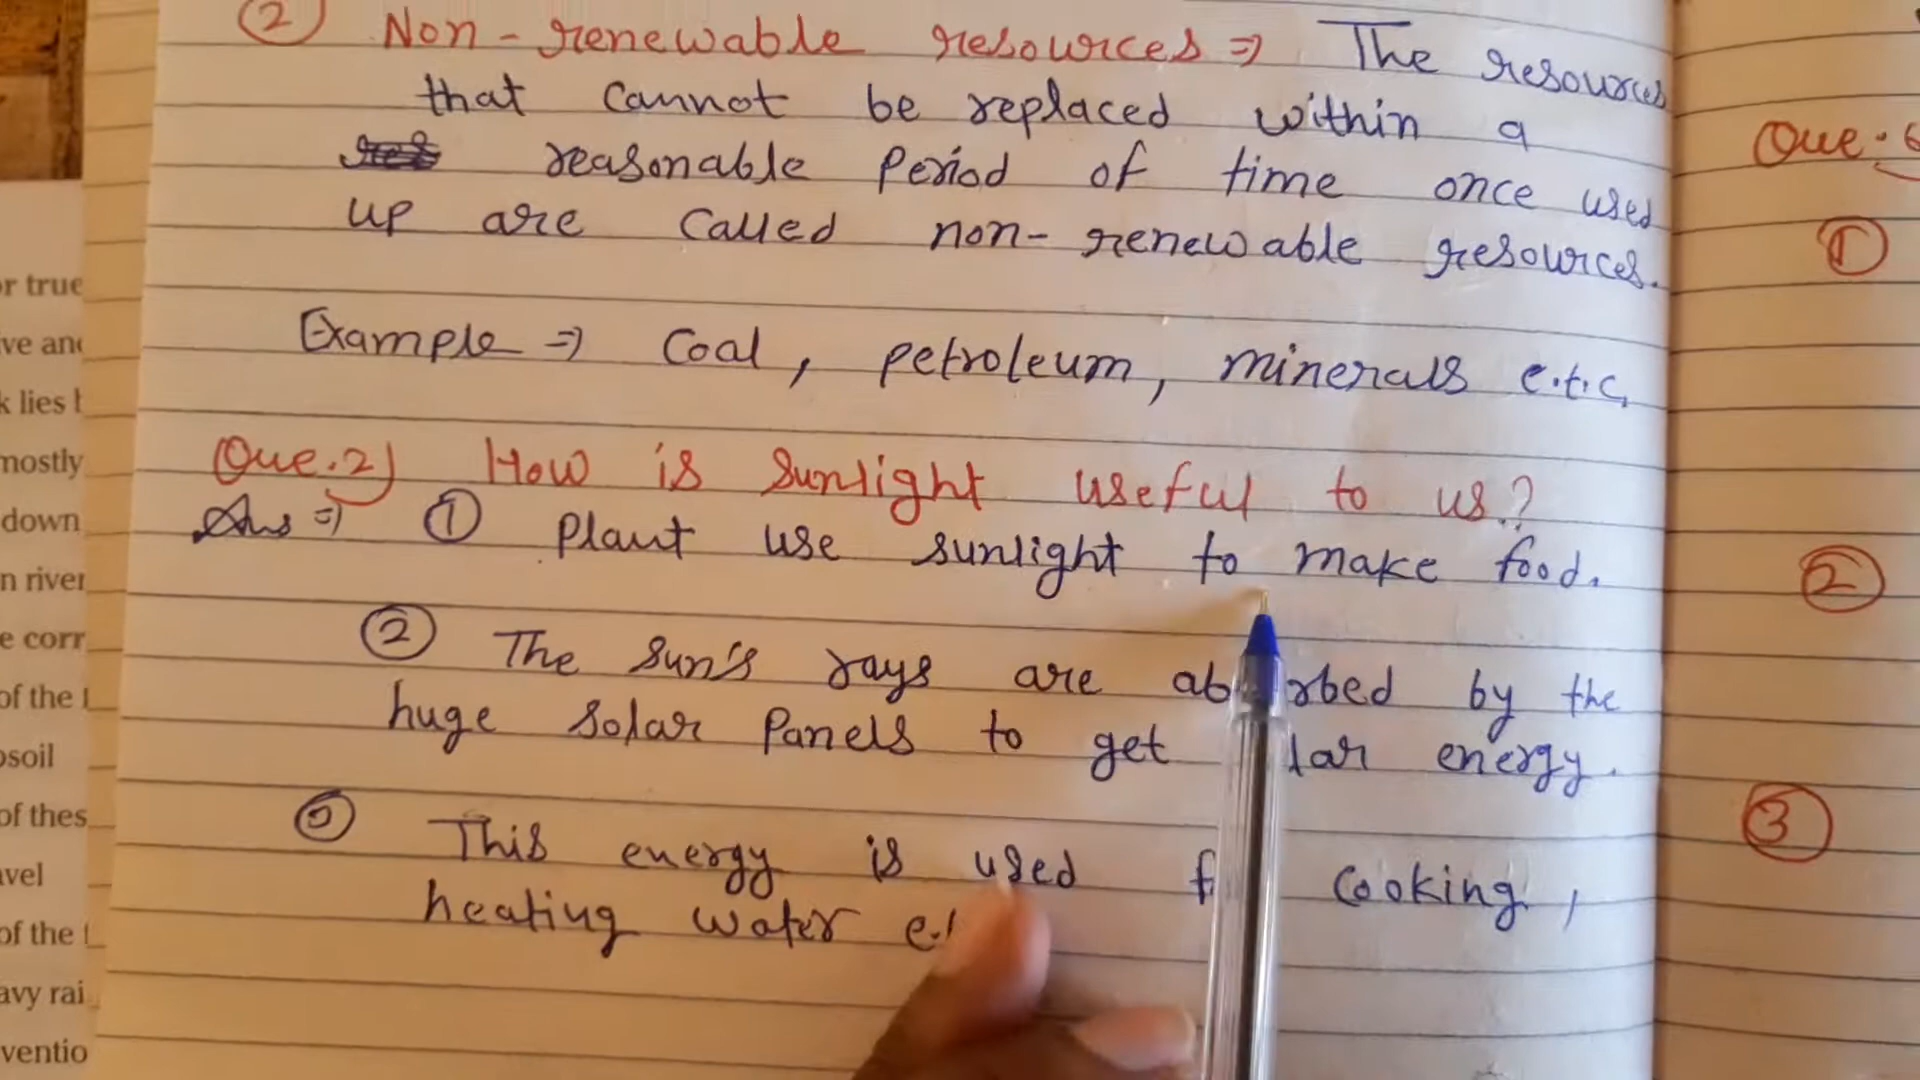 or true
ve and
k lies
mostly
down
n river
e corr
of the
soil
of thes
avel
of the
avy rai
ventio
② Non-renewable resources ⇒ The resources
that cannot be replaced within a
reasonable Period of time once used
up are called non-renewable resources.
Example ⇒ Coal, petroleum, minerals e.t.c,
Que.2) How is Sunlight useful to us?
Ans ⇒ ① Plant use sunlight to make food.
② The Sun's rays are ab rbed by the
huge Solar Panels to get lar energy.
③ This energy is used f Cooking,
heating water e.t
Que. 6
①
②
③